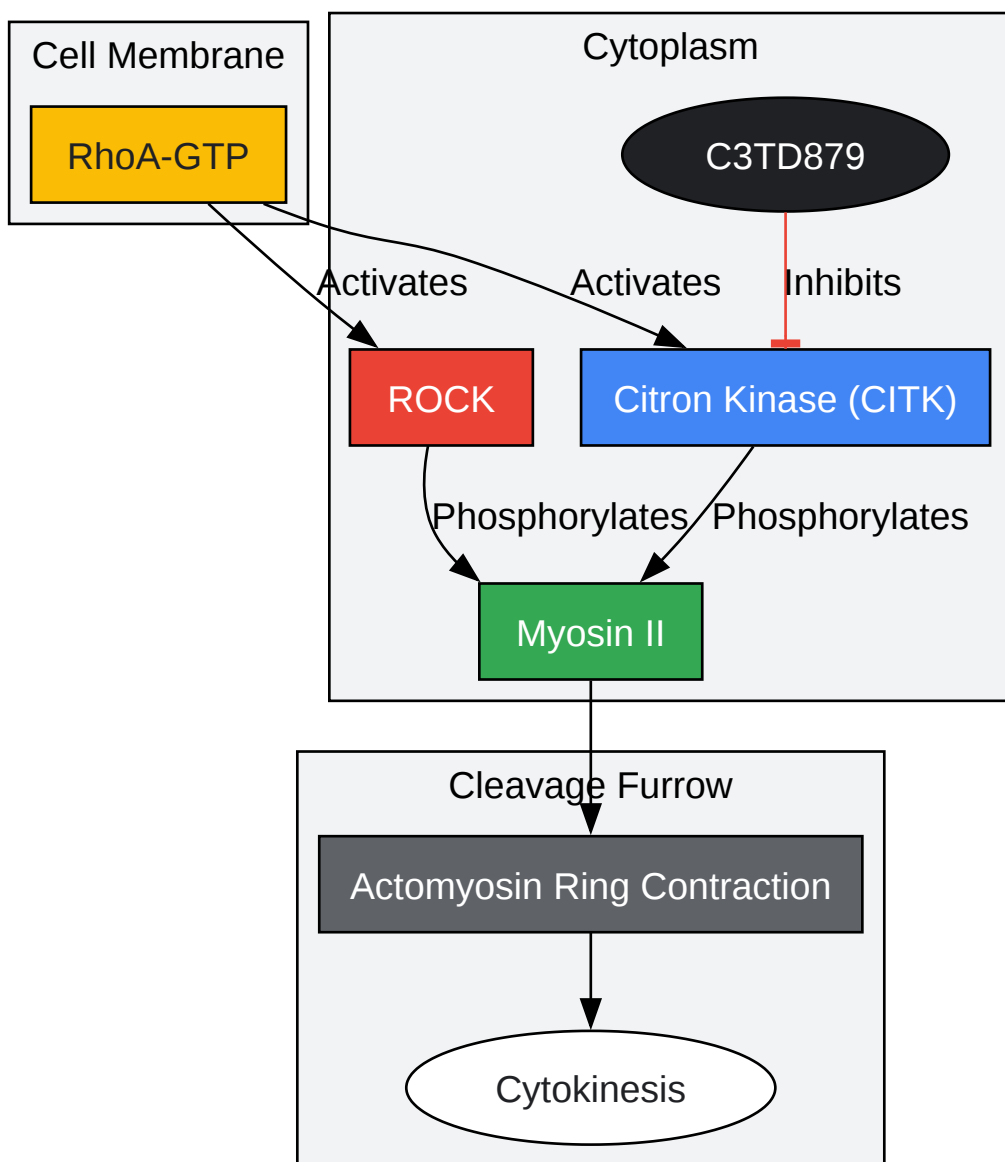 Cell Membrane
Cytoplasm
RhoA-GTP
C3TD879
Activates
Activates
Inhibits
ROCK
Citron Kinase (CITK)
Phosphorylates
Phosphorylates
Myosin II
Cleavage Furrow
Actomyosin Ring Contraction
Cytokinesis